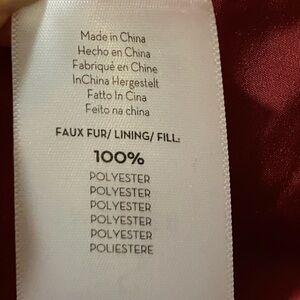 Made in China
Hecho en China
Fabriqué en Chine
InChina Hergestelt
Fatto In Cina
Feito na china
FAUX FUR/ LINING/ FILL:
100%
POLYESTER
POLYESTER
POLYESTER
POLYESTER
POLYESTER
POLIESTERE